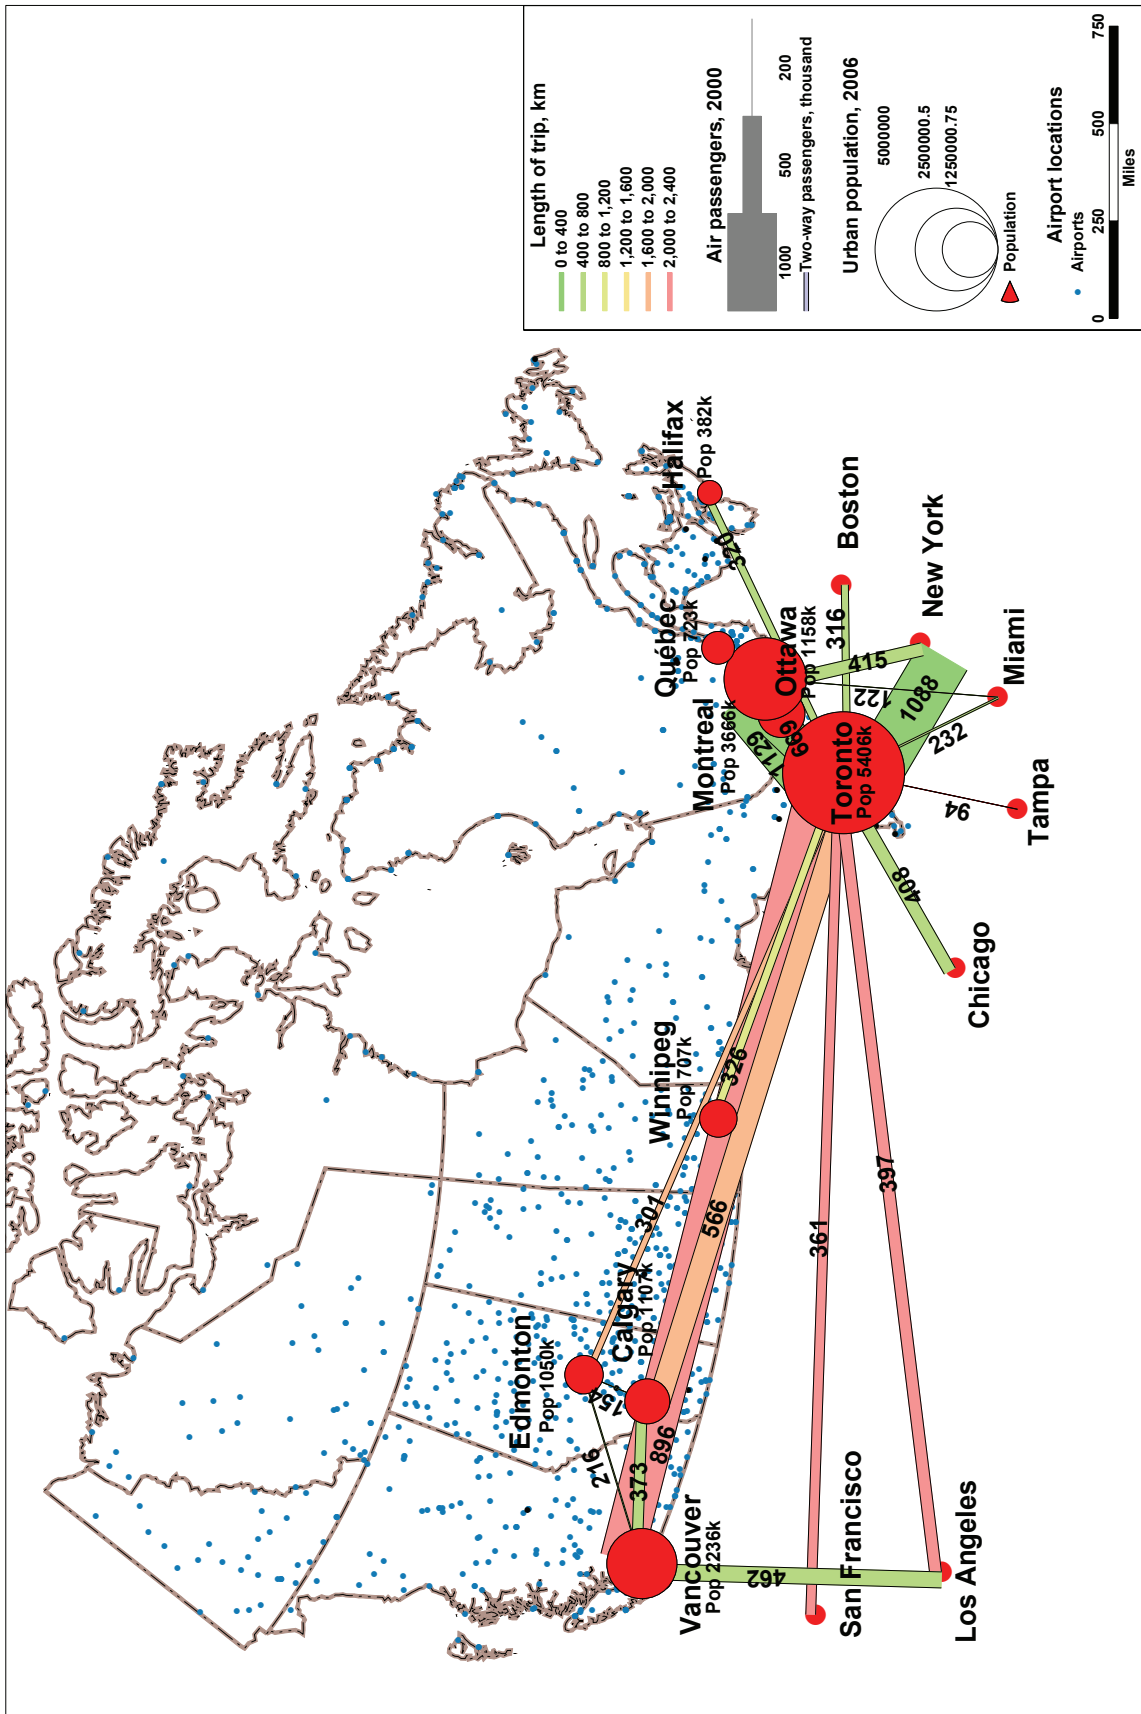 Edmonton
Pop 1050k
Calgary
Pop 1107k
Winnipeg
Pop 707k
Vancouver
Pop 2236k
Montreal
Pop 3666k
Québec
Pop 723k
Halifax
Pop 382k
Ottawa
Pop 1158k
Toronto
Pop 5406k
Boston
New York
Miami
Tampa
Chicago
San Francisco
Los Angeles
216
154
373
896
301
566
326
462
361
397
1129
669
320
316
415
122
1088
232
94
408
Length of trip, km
0 to 400
400 to 800
800 to 1,200
1,200 to 1,600
1,600 to 2,000
2,000 to 2,400
Air passengers, 2000
1000 500 200
Two-way passengers, thousand
Urban population, 2006
5000000
2500000.5
1250000.75
Population
Airport locations
Airports
0 250 500 750
Miles